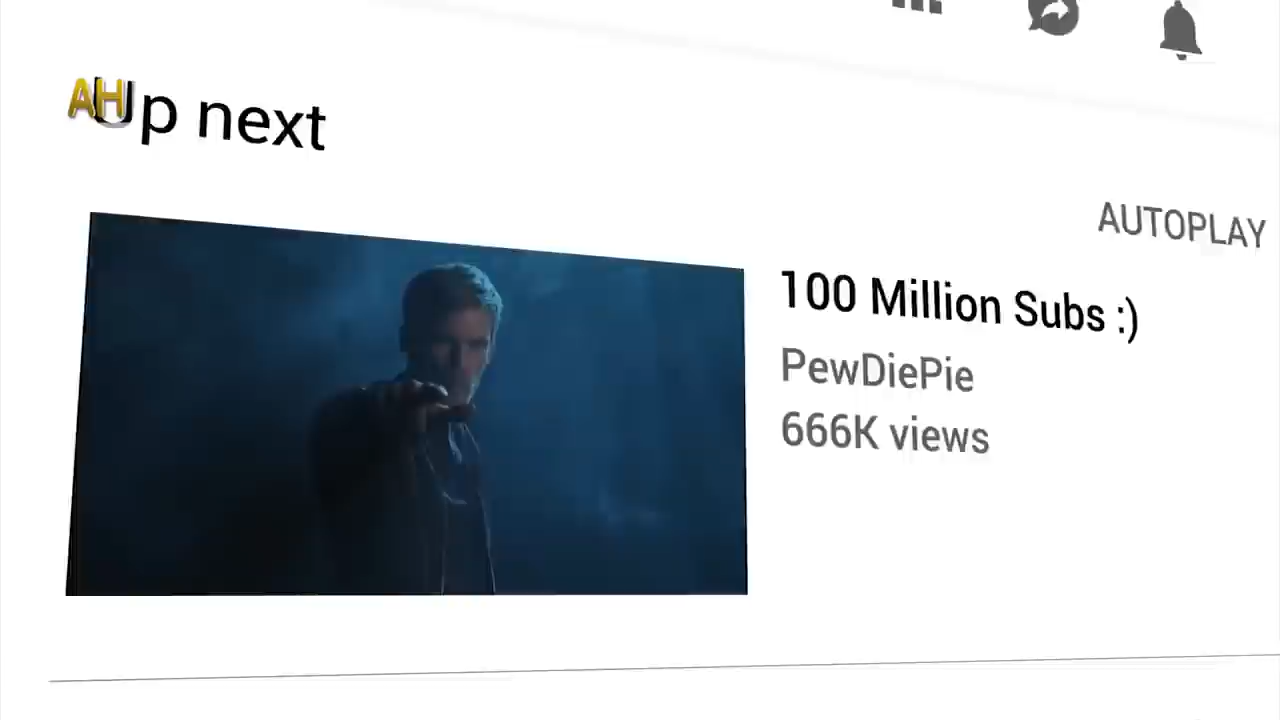 AH
Up next
AUTOPLAY
100 Million Subs :)
PewDiePie
666K views